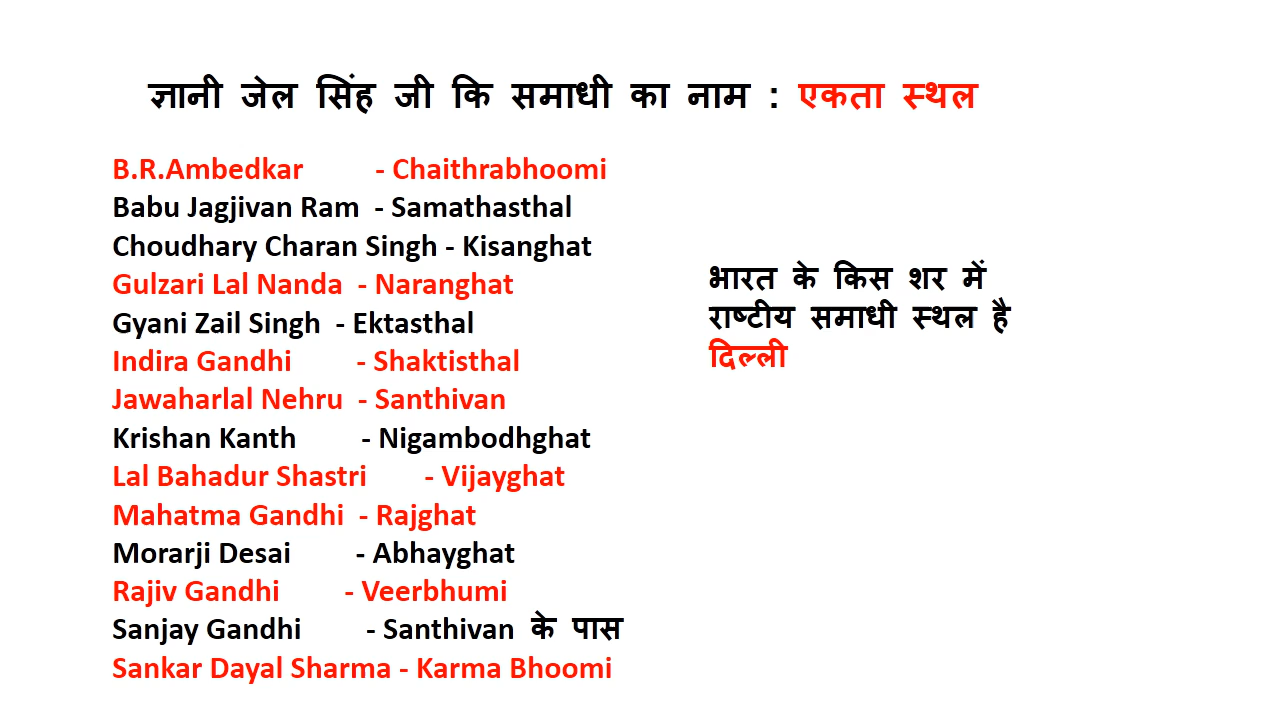 ज्ञानी जेल सिंह जी कि समाधी का नाम : एकता स्थल
B.R.Ambedkar - Chaithrabhoomi
Babu Jagjivan Ram - Samathasthal
Choudhary Charan Singh - Kisanghat
Gulzari Lal Nanda - Naranghat
Gyani Zail Singh - Ektasthal
Indira Gandhi - Shaktisthal
Jawaharlal Nehru - Santhivan
Krishan Kanth - Nigambodhghat
Lal Bahadur Shastri - Vijayghat
Mahatma Gandhi - Rajghat
Morarji Desai - Abhayghat
Rajiv Gandhi - Veerbhumi
Sanjay Gandhi - Santhivan के पास
Sankar Dayal Sharma - Karma Bhoomi
भारत के किस शर में
राष्टीय समाधी स्थल है
दिल्ली